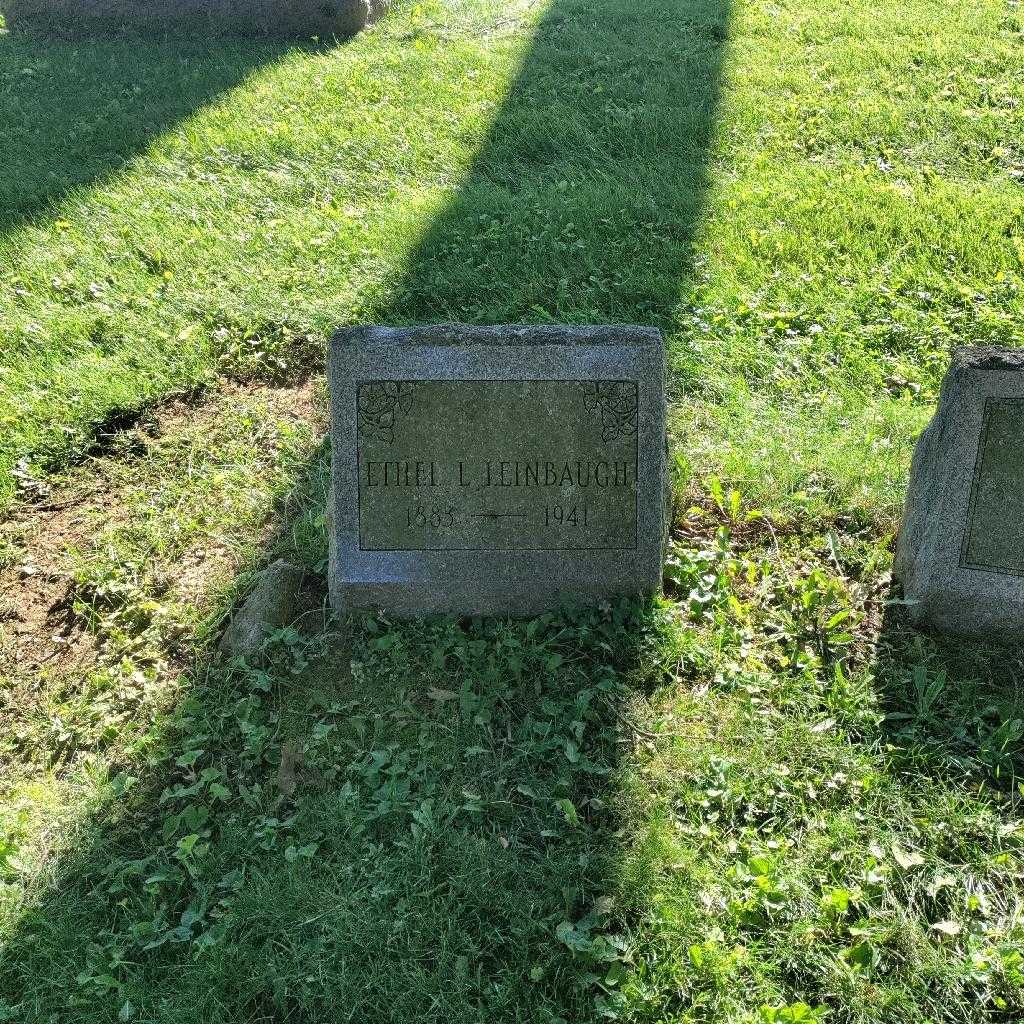 ETHEL L. LEINBAUGH
1883 — 1941